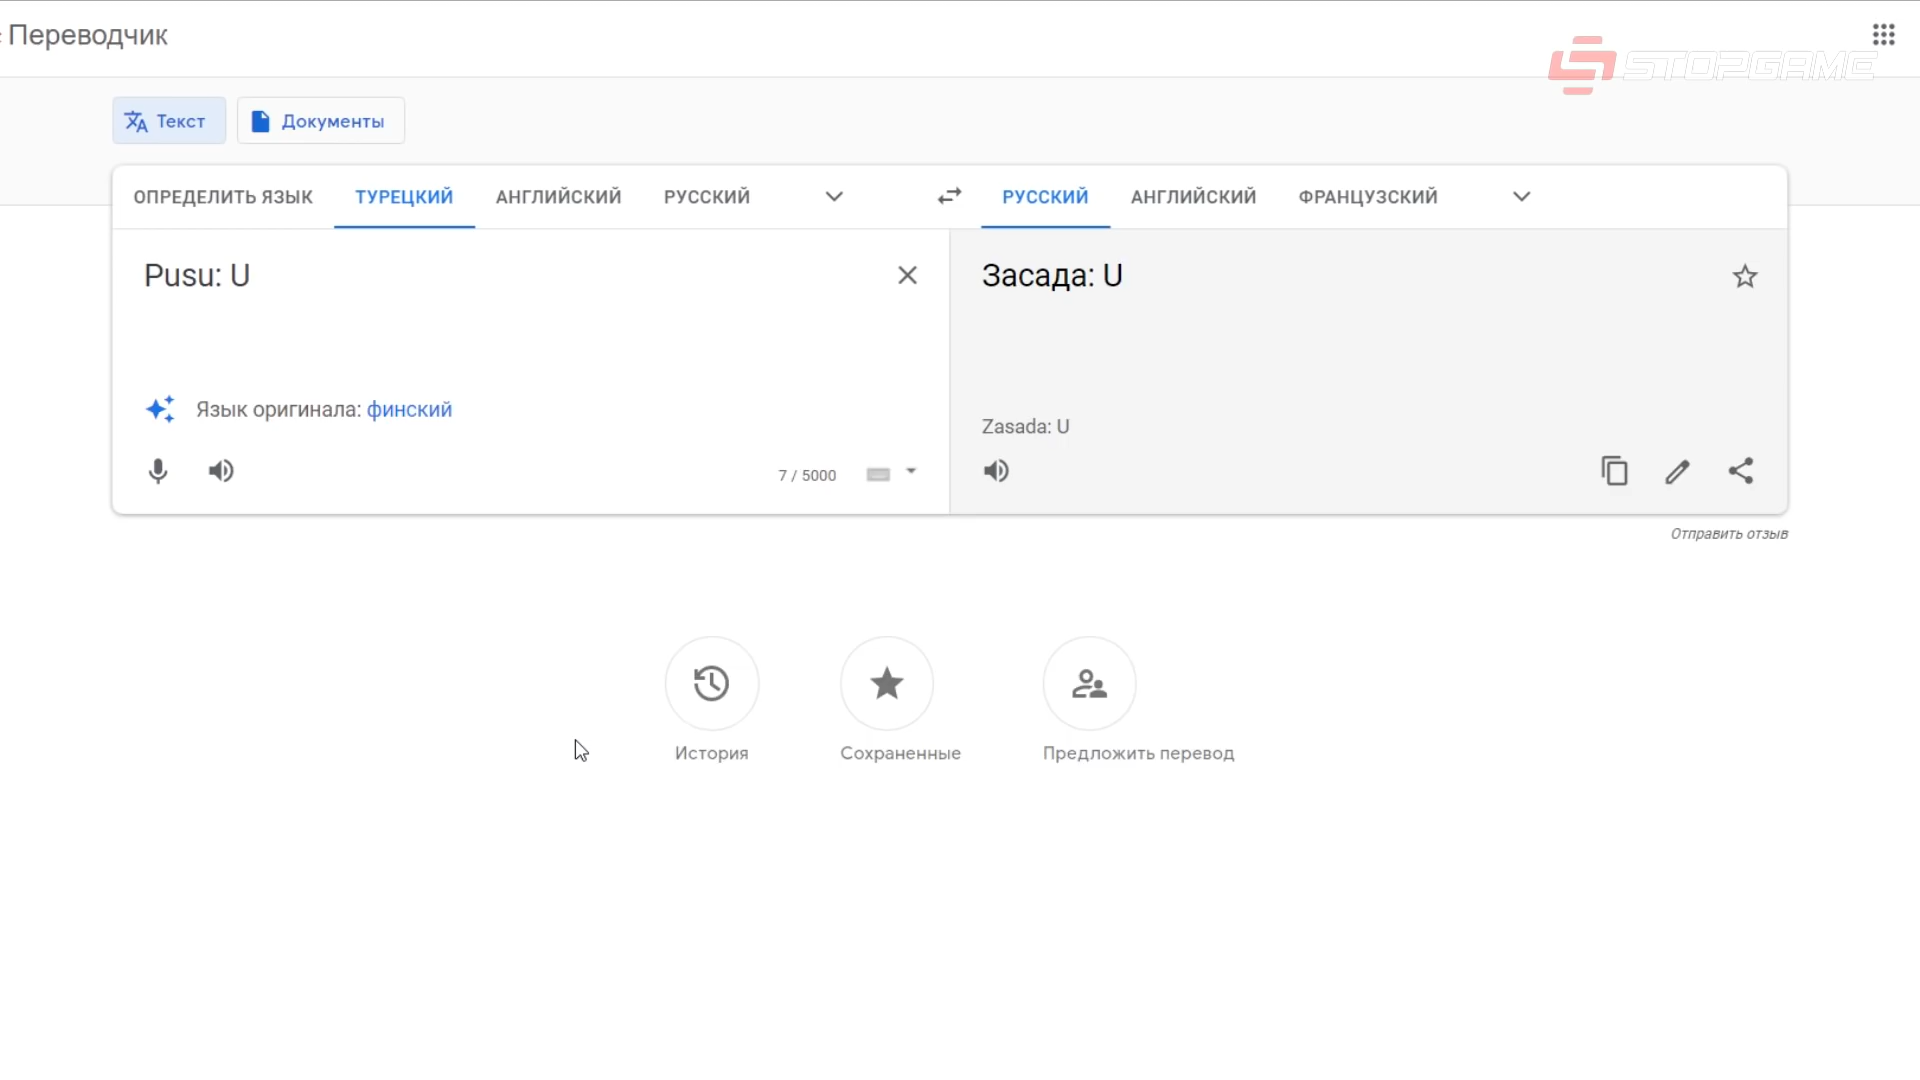 Переводчик
STOPGAME
Текст
Документы
ОПРЕДЕЛИТЬ ЯЗЫК ТУРЕЦКИЙ АНГЛИЙСКИЙ РУССКИЙ
РУССКИЙ АНГЛИЙСКИЙ ФРАНЦУЗСКИЙ
Pusu: U
Засада: U
Язык оригинала: финский
Zasada: U
7 / 5000
Отправить отзыв
История
Сохраненные
Предложить перевод